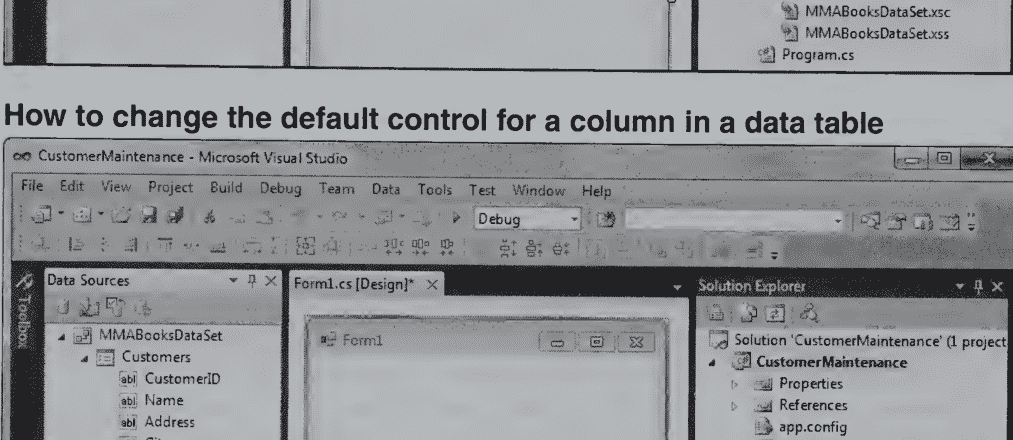 MMABooksDataSet.xsc
MMABooksDataSet.xss
Program.cs
How to change the default control for a column in a data table
CustomerMaintenance - Microsoft Visual Studio
File Edit View Project Build Debug Team Data Tools Test Window Help
Debug
Toolbox
Data Sources
Form1.cs [Design]*
Solution Explorer
MMABooksDataSet
Customers
abl CustomerID
abl Name
abl Address
Form1
Solution 'CustomerMaintenance' (1 project
CustomerMaintenance
Properties
References
app.config